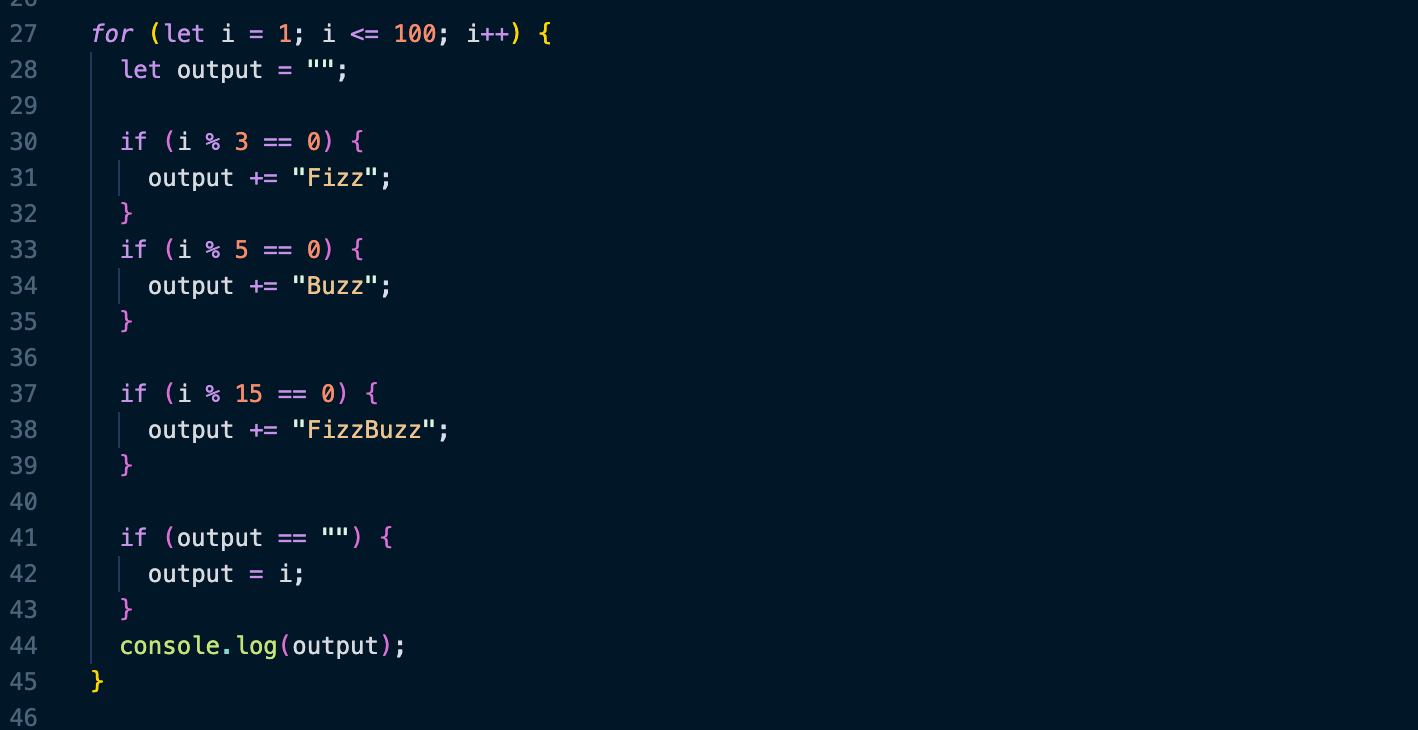 27 for (let i = 1; i <= 100; i++) {
28 let output = "";
29
30 if (i % 3 == 0) {
31 output += "Fizz";
32 }
33 if (i % 5 == 0) {
34 output += "Buzz";
35 }
36
37 if (i % 15 == 0) {
38 output += "FizzBuzz";
39 }
40
41 if (output == "") {
42 output = i;
43 }
44 console.log(output);
45 }
46